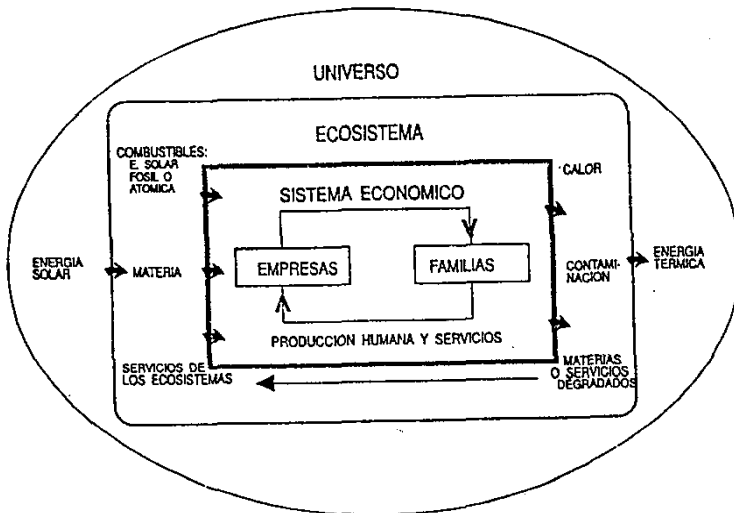 UNIVERSO
ECOSISTEMA
COMBUSTIBLES:
E. SOLAR
FOSIL O
ATOMICA
CALOR
SISTEMA ECONOMICO
ENERGIA
SOLAR
MATERIA
EMPRESAS
FAMILIAS
CONTAMI-
NACION
ENERGIA
TERMICA
PRODUCCION HUMANA Y SERVICIOS
SERVICIOS DE
LOS ECOSISTEMAS
MATERIAS
O SERVICIOS
DEGRADADOS